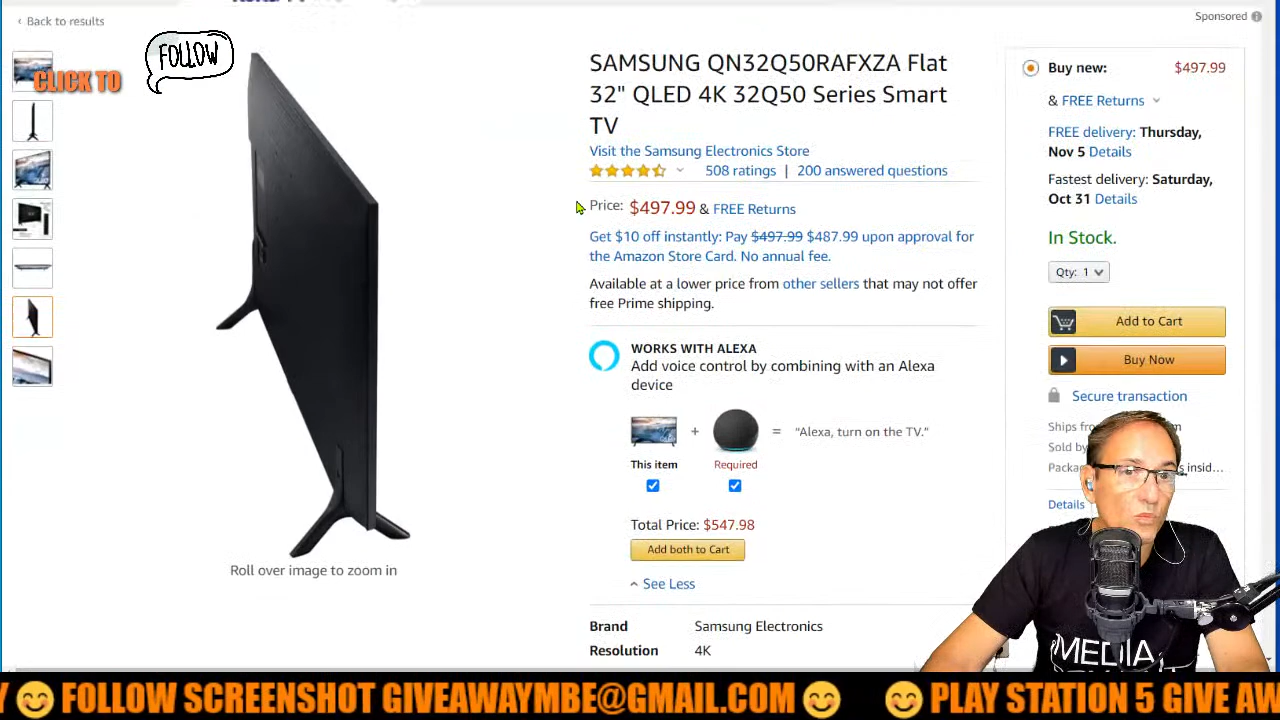 Back to results
Sponsored
CLICK TO
FOLLOW
SAMSUNG QN32Q50RAFXZA Flat
32" QLED 4K 32Q50 Series Smart
TV
Visit the Samsung Electronics Store
508 ratings | 200 answered questions
Price: $497.99 & FREE Returns
Get $10 off instantly: Pay $497.99 $487.99 upon approval for
the Amazon Store Card. No annual fee.
Available at a lower price from other sellers that may not offer
free Prime shipping.
WORKS WITH ALEXA
Add voice control by combining with an Alexa
device
+ = “Alexa, turn on the TV.”
This item Required
Total Price: $547.98
Add both to Cart
See Less
Brand Samsung Electronics
Resolution 4K
Roll over image to zoom in
Buy new: $497.99
& FREE Returns
FREE delivery: Thursday,
Nov 5 Details
Fastest delivery: Saturday,
Oct 31 Details
In Stock.
Qty: 1
Add to Cart
Buy Now
Secure transaction
Ships
Sold by
Details
MEDIA
FOLLOW SCREENSHOT GIVEAWAYMBE@GMAIL.COM PLAY STATION 5 GIVE